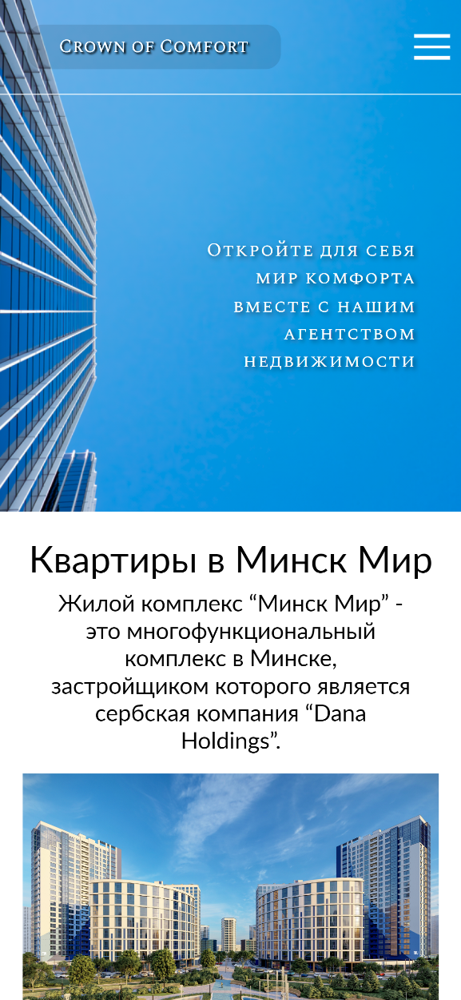 Crown of Comfort
Откройте для себя
мир комфорта
вместе с нашим
агентством
недвижимости
Квартиры в Минск Мир
Жилой комплекс “Минск Мир” -
это многофункциональный
комплекс в Минске,
застройщиком которого является
сербская компания “Dana
Holdings”.